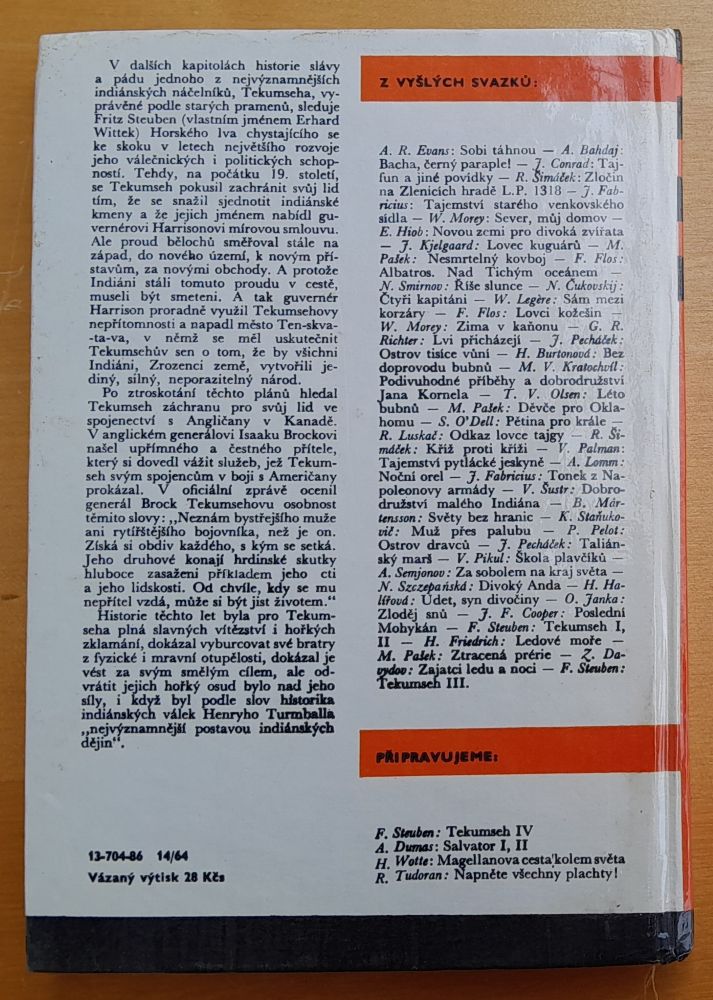 V dalších kapitolách historie slávy
a pádu jednoho z nejvýznamnějších
indiánských náčelníků, Tekumseha, vy-
právěné podle starých pramenů, sleduje
Fritz Steuben (vlastním jménem Erhard
Wittek) Horského lva chystajícího se
ke skoku v letech největšího rozvoje
jeho válečnických i politických schop-
ností. Tehdy, na počátku 19. století,
se Tekumseh pokusil zachránit svůj lid
tím, že se snažil sjednotit indiánské
kmeny a že jejich jménem nabídl gu-
vernérovi Harrisonovi mírovou smlouvu.
Ale proud bělochů směřoval stále na
západ, do nového území, k novým pří-
stavům, za novými obchody. A protože
Indiáni stáli tomuto proudu v cestě,
museli být smeteni. A tak guvernér
Harrison proradně využil Tekumsehovy
nepřítomnosti a napadl město Ten-skva-
-ta-va, v němž se měl uskutečnit
Tekumsehův sen o tom, že by všichni
Indiáni, Zrozenci země, vytvořili je-
diný, silný, neporazitelný národ.
Po ztroskotání těchto plánů hledal
Tekumseh záchranu pro svůj lid ve
spojenectví s Angličany v Kanadě.
V anglickém generálovi Isaaku Brockovi
našel upřímného a čestného přítele,
který si dovedl vážit služeb, jež Tekum-
seh svým spojencům v boji s Američany
prokázal. V oficiální zprávě ocenil
generál Brock Tekumsehovu osobnost
těmito slovy: „Neznám bystřejšího muže
ani rytířštějšího bojovníka, než je on.
Získá si obdiv každého, s kým se setká.
Jeho druhové konají hrdinské skutky
hluboce zasaženi příkladem jeho cti
a jeho lidskosti. Od chvíle, kdy se mu
nepřítel vzdá, může si být jist životem.“
Historie těchto let byla pro Tekum-
seha plná slavných vítězství i hořkých
zklamání, dokázal vyburcovat své bratry
z fyzické i mravní otupělosti, dokázal je
vést za svým smělým cílem, ale od-
vrátit jejich hořký osud bylo nad jeho
síly, i když byl podle slov historika
indiánských válek Henryho Turmballa
„nejvýznamnější postavou indiánských
dějin“.
13-704-86 14/64
Vázaný výtisk 28 Kčs
Z VYŠLÝCH SVAZKŮ:
A. R. Evans: Sobi táhnou — A. Bahdaj:
Bacha, černý paraple! — J. Conrad: Taj-
fun a jiné povídky — R. Šimáček: Zločin
na Zlenicích hradě L.P. 1318 — J. Fab-
ricius: Tajemství starého venkovského
sídla — W. Morey: Sever, můj domov —
E. Hiob: Novou zemi pro divoká zvířata
— J. Kjelgaard: Lovec kuguárů — M.
Pašek: Nesmrtelný kovboj — F. Flos:
Albatros. Nad Tichým oceánem —
N. Smirnov: Říše slunce — N. Čukovskij:
Čtyři kapitáni — W. Legère: Sám mezi
korzáry — F. Flos: Lovci kožešin —
W. Morey: Zima v kaňonu — G. R.
Richter: Lvi přicházejí — J. Pecháček:
Ostrov tisíce vůní — H. Burtonová: Bez
doprovodu bubnů — M. V. Kratochvíl:
Podivuhodné příběhy a dobrodružství
Jana Kornela — T. V. Olsen: Léto
bubnů — M. Pašek: Děvče pro Okla-
homu — S. O'Dell: Pětina pro krále —
R. Luskač: Odkaz lovce tajgy — R. Ši-
máček: Kříž proti kříži — V. Palman:
Tajemství pytlácké jeskyně — A. Lomm:
Noční orel — J. Fabricius: Tonek z Na-
poleonovy armády — V. Šustr: Dobro-
družství malého Indiána — B. Mår-
tensson: Světy bez hranic — K. Staňuko-
vič: Muž přes palubu — P. Pelot:
Ostrov dravců — J. Pecháček: Talián-
ský marš — V. Pikul: Škola plavčíků —
A. Semjonov: Za sobolem na kraj světa —
N. Szczepańska: Divoký Anda — H. Ha-
lířová: Údet, syn divočiny — O. Janka:
Zloděj snů — J. F. Cooper: Poslední
Mohykán — F. Steuben: Tekumseh I,
II — H. Friedrich: Ledové moře —
M. Pašek: Ztracená prérie — Z. Da-
vydov: Zajatci ledu a noci — F. Steuben:
Tekumseh III.
PŘIPRAVUJEME:
F. Steuben: Tekumseh IV
A. Dumas: Salvator I, II
H. Wotte: Magellanova cesta kolem světa
R. Tudoran: Napněte všechny plachty!